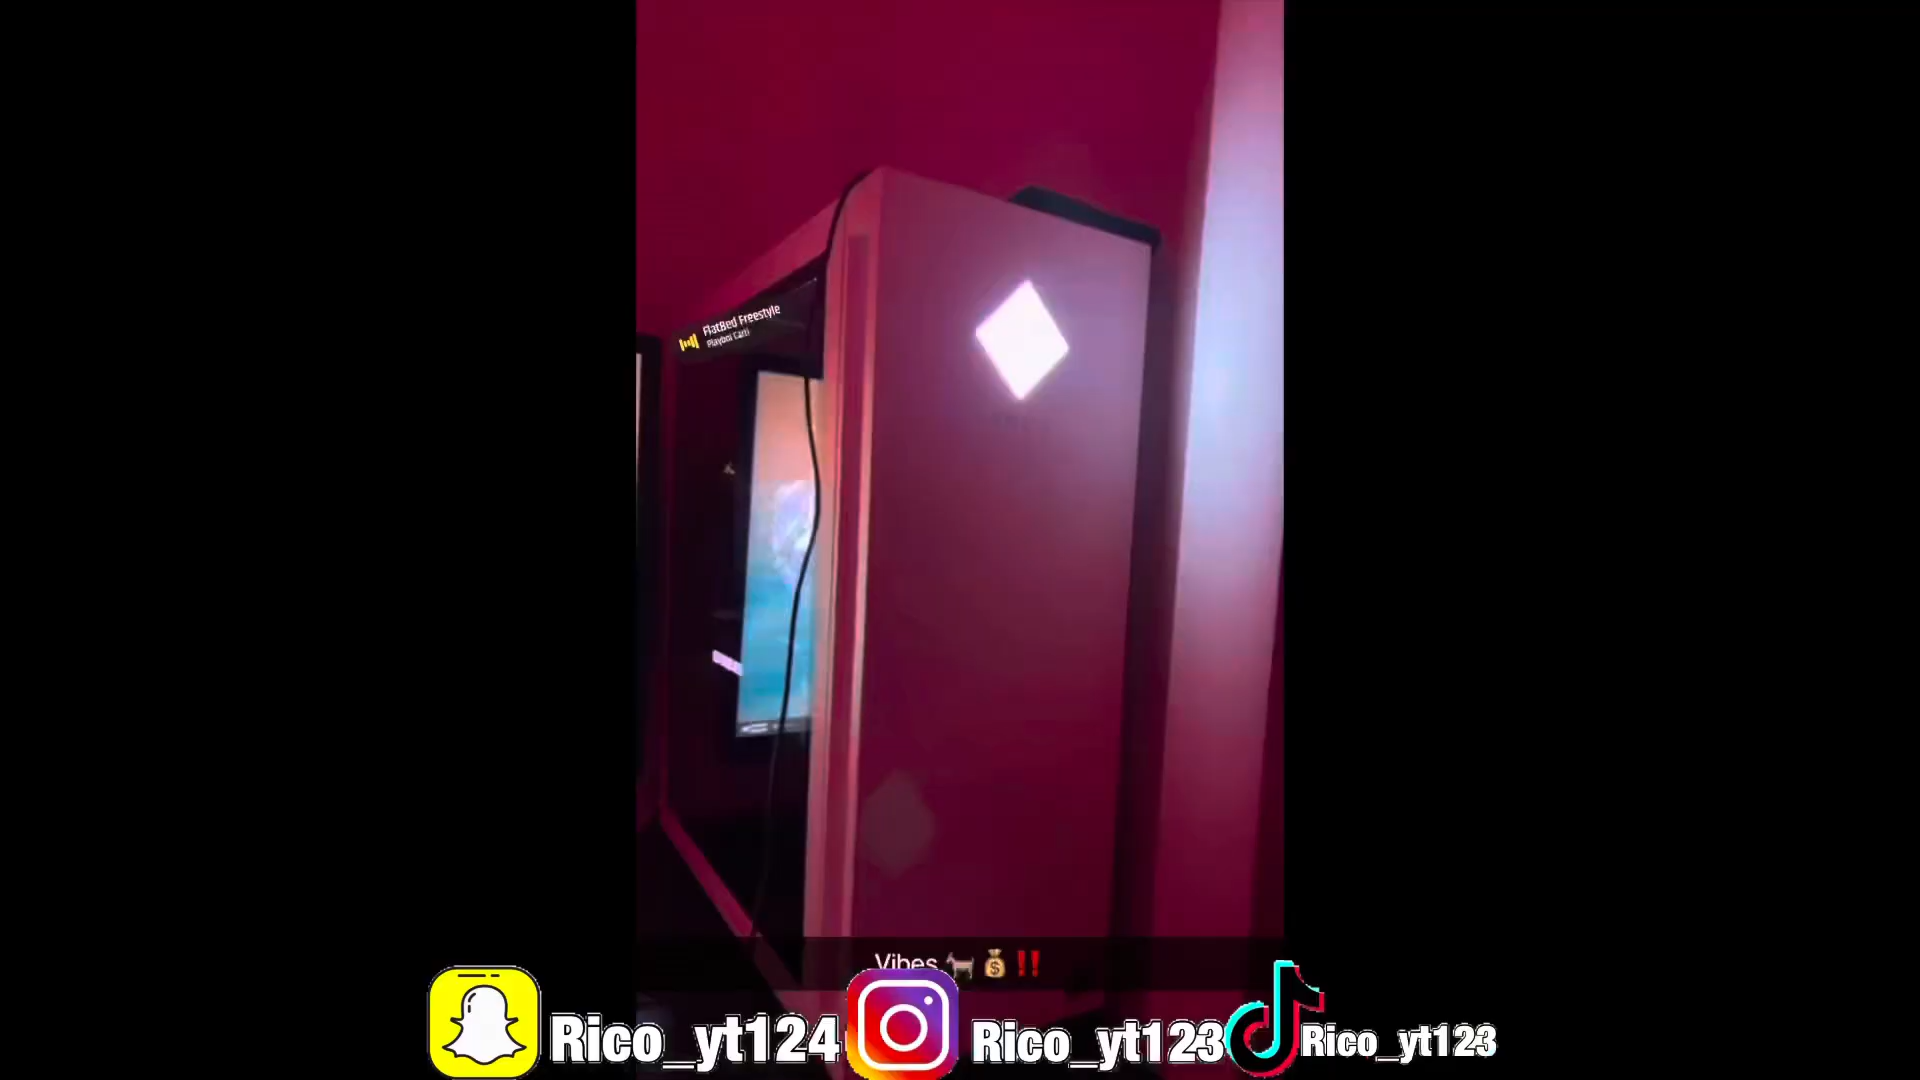 FlatBed Freestyle
Playboi Carti
Vibes 🐐 💰 ‼️
Rico_yt124
Rico_yt123
Rico_yt123